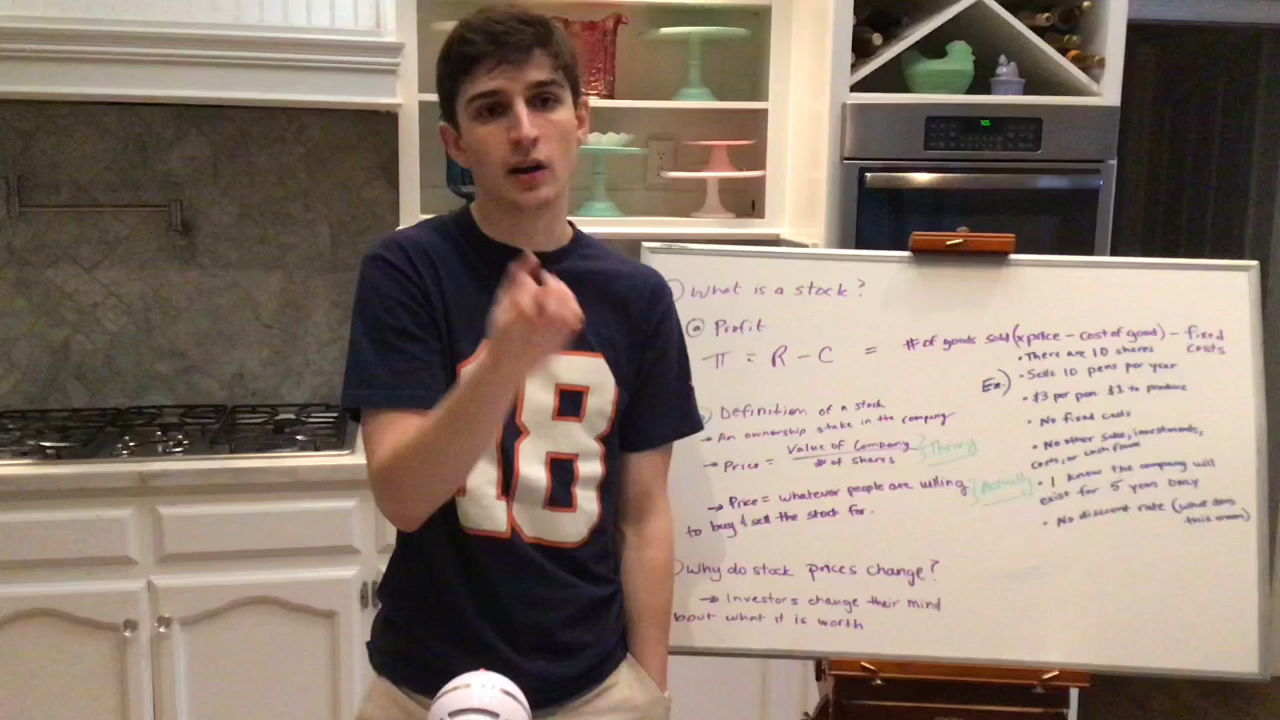 What is a stock?
ⓐ Profit
π = R - C = # of goods sold (x price - cost of good) - fixed costs
Ex.)
• There are 10 shares
• Sells 10 pens per year
• $3 per pen $1 to produce
• No fixed costs
• No other sales, investments, costs, or cash
• I know the company will exist for 5 years only
• No discount rate (what does this mean)
Definition of a stock
→ An ownership stake in the company
→ Price = Value of Company / # of shares } Theory
→ Price = whatever people are willing } Actually
to buy & sell the stock for.
Why do stock prices change?
→ Investors change their mind
bout what it is worth
18